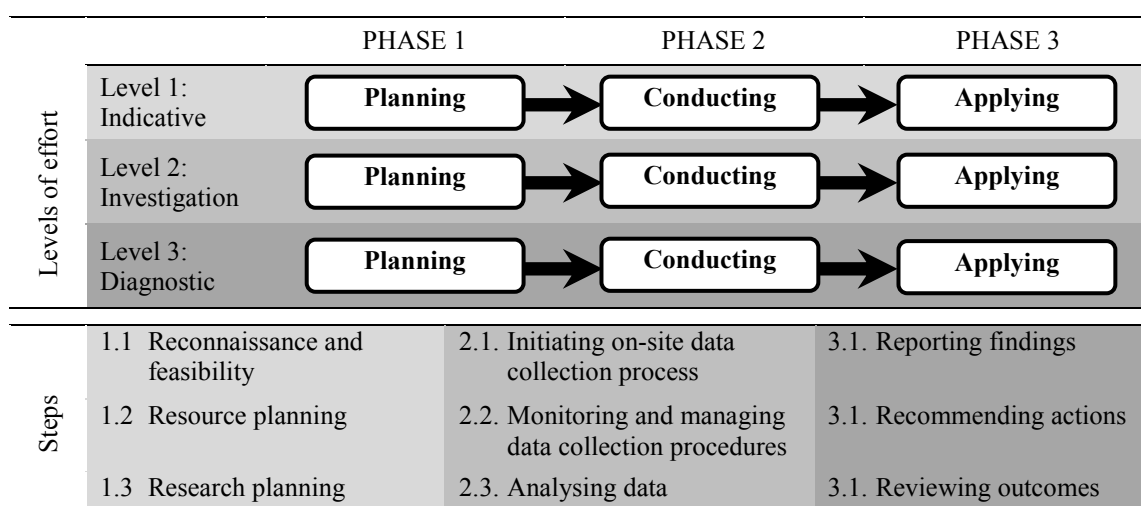 PHASE 1 PHASE 2 PHASE 3
Levels of effort
Level 1:
Indicative
Planning Conducting Applying
Level 2:
Investigation
Planning Conducting Applying
Level 3:
Diagnostic
Planning Conducting Applying
Steps
1.1 Reconnaissance and
feasibility
2.1. Initiating on-site data
collection process
3.1. Reporting findings
1.2 Resource planning
2.2. Monitoring and managing
data collection procedures
3.1. Recommending actions
1.3 Research planning
2.3. Analysing data
3.1. Reviewing outcomes